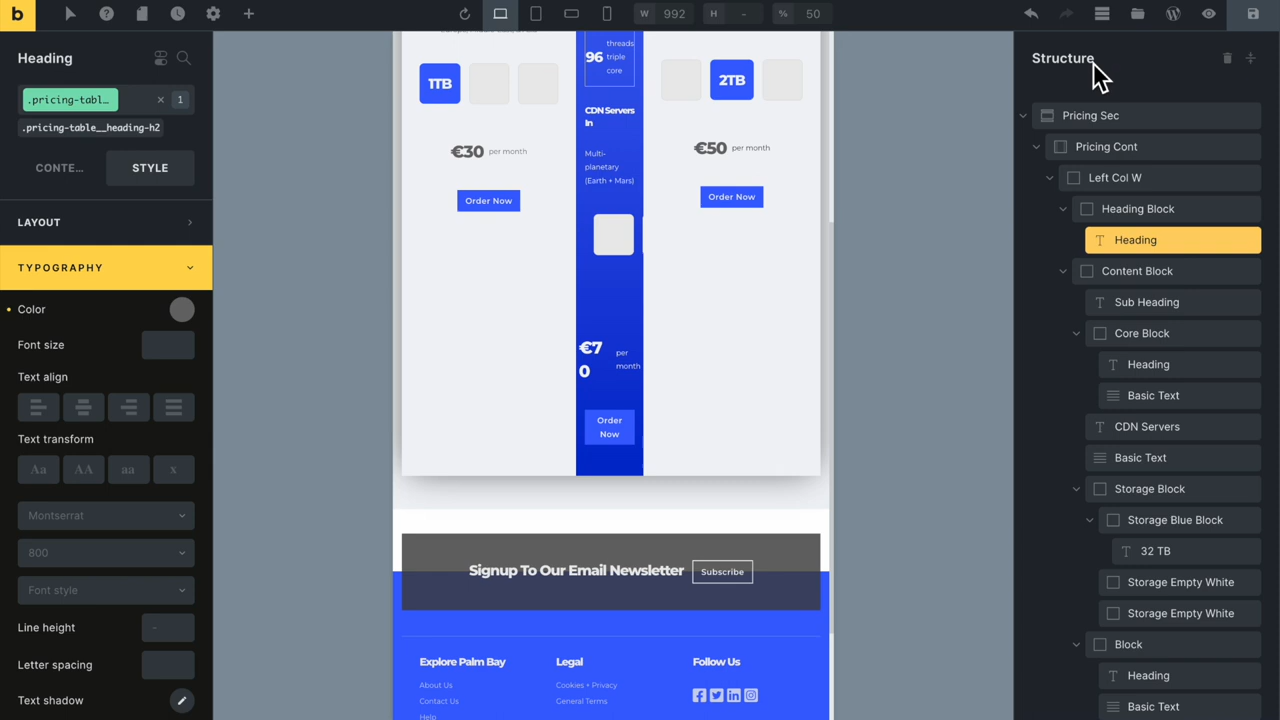 b
W 992 H - % 50
Heading
.pricing-tabl… × 1
.pricing-table__heading-h2
CONTE… STYLE
LAYOUT
TYPOGRAPHY
Color
Font size
Text align
Text transform
Aa AA aa x
Montserrat
800
Font style
Line height -
Letter spacing
Text shadow
1TB
€30 per month
Order Now
96
threads
triple
core
CDN Servers
In
Multi-
planetary
(Earth + Mars)
€7
0
per
month
Order
Now
2TB
€50 per month
Order Now
Signup To Our Email Newsletter Subscribe
Explore Palm Bay
About Us
Contact Us
Help
Legal
Cookies + Privacy
General Terms
Follow Us
Structure
Pricing Sec
Pricing Cont
Left Col W
Heading Block
T Heading
Content Block
T Sub Heading
Core Block
T Heading
Basic Text
T CDN Servers
Basic Text
Storage Block
Storage Blue Block
T 32 TB
Storage Empty White
Storage Empty White
Block
T Heading
Basic Text